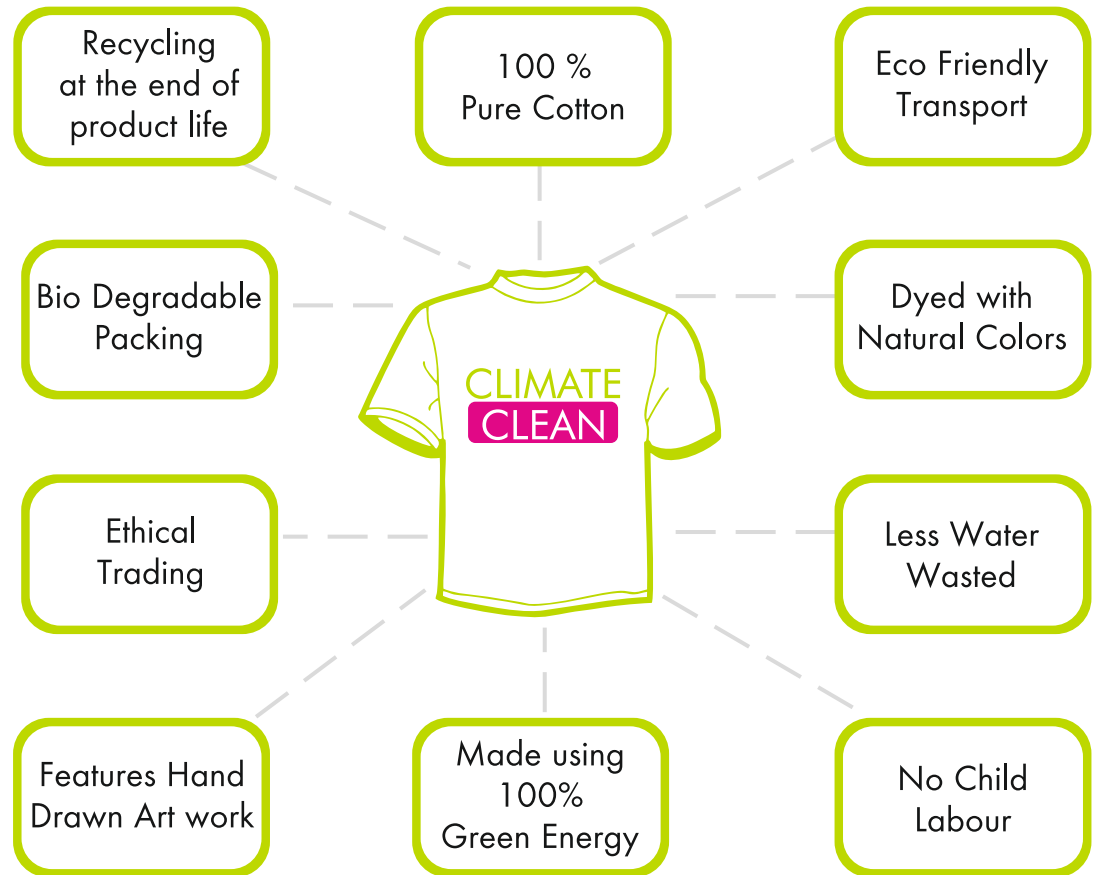 Recycling
at the end of
product life
100 %
Pure Cotton
Eco Friendly
Transport
Bio Degradable
Packing
Dyed with
Natural Colors
CLIMATE
CLEAN
Ethical
Trading
Less Water
Wasted
Features Hand
Drawn Art work
Made using
100%
Green Energy
No Child
Labour